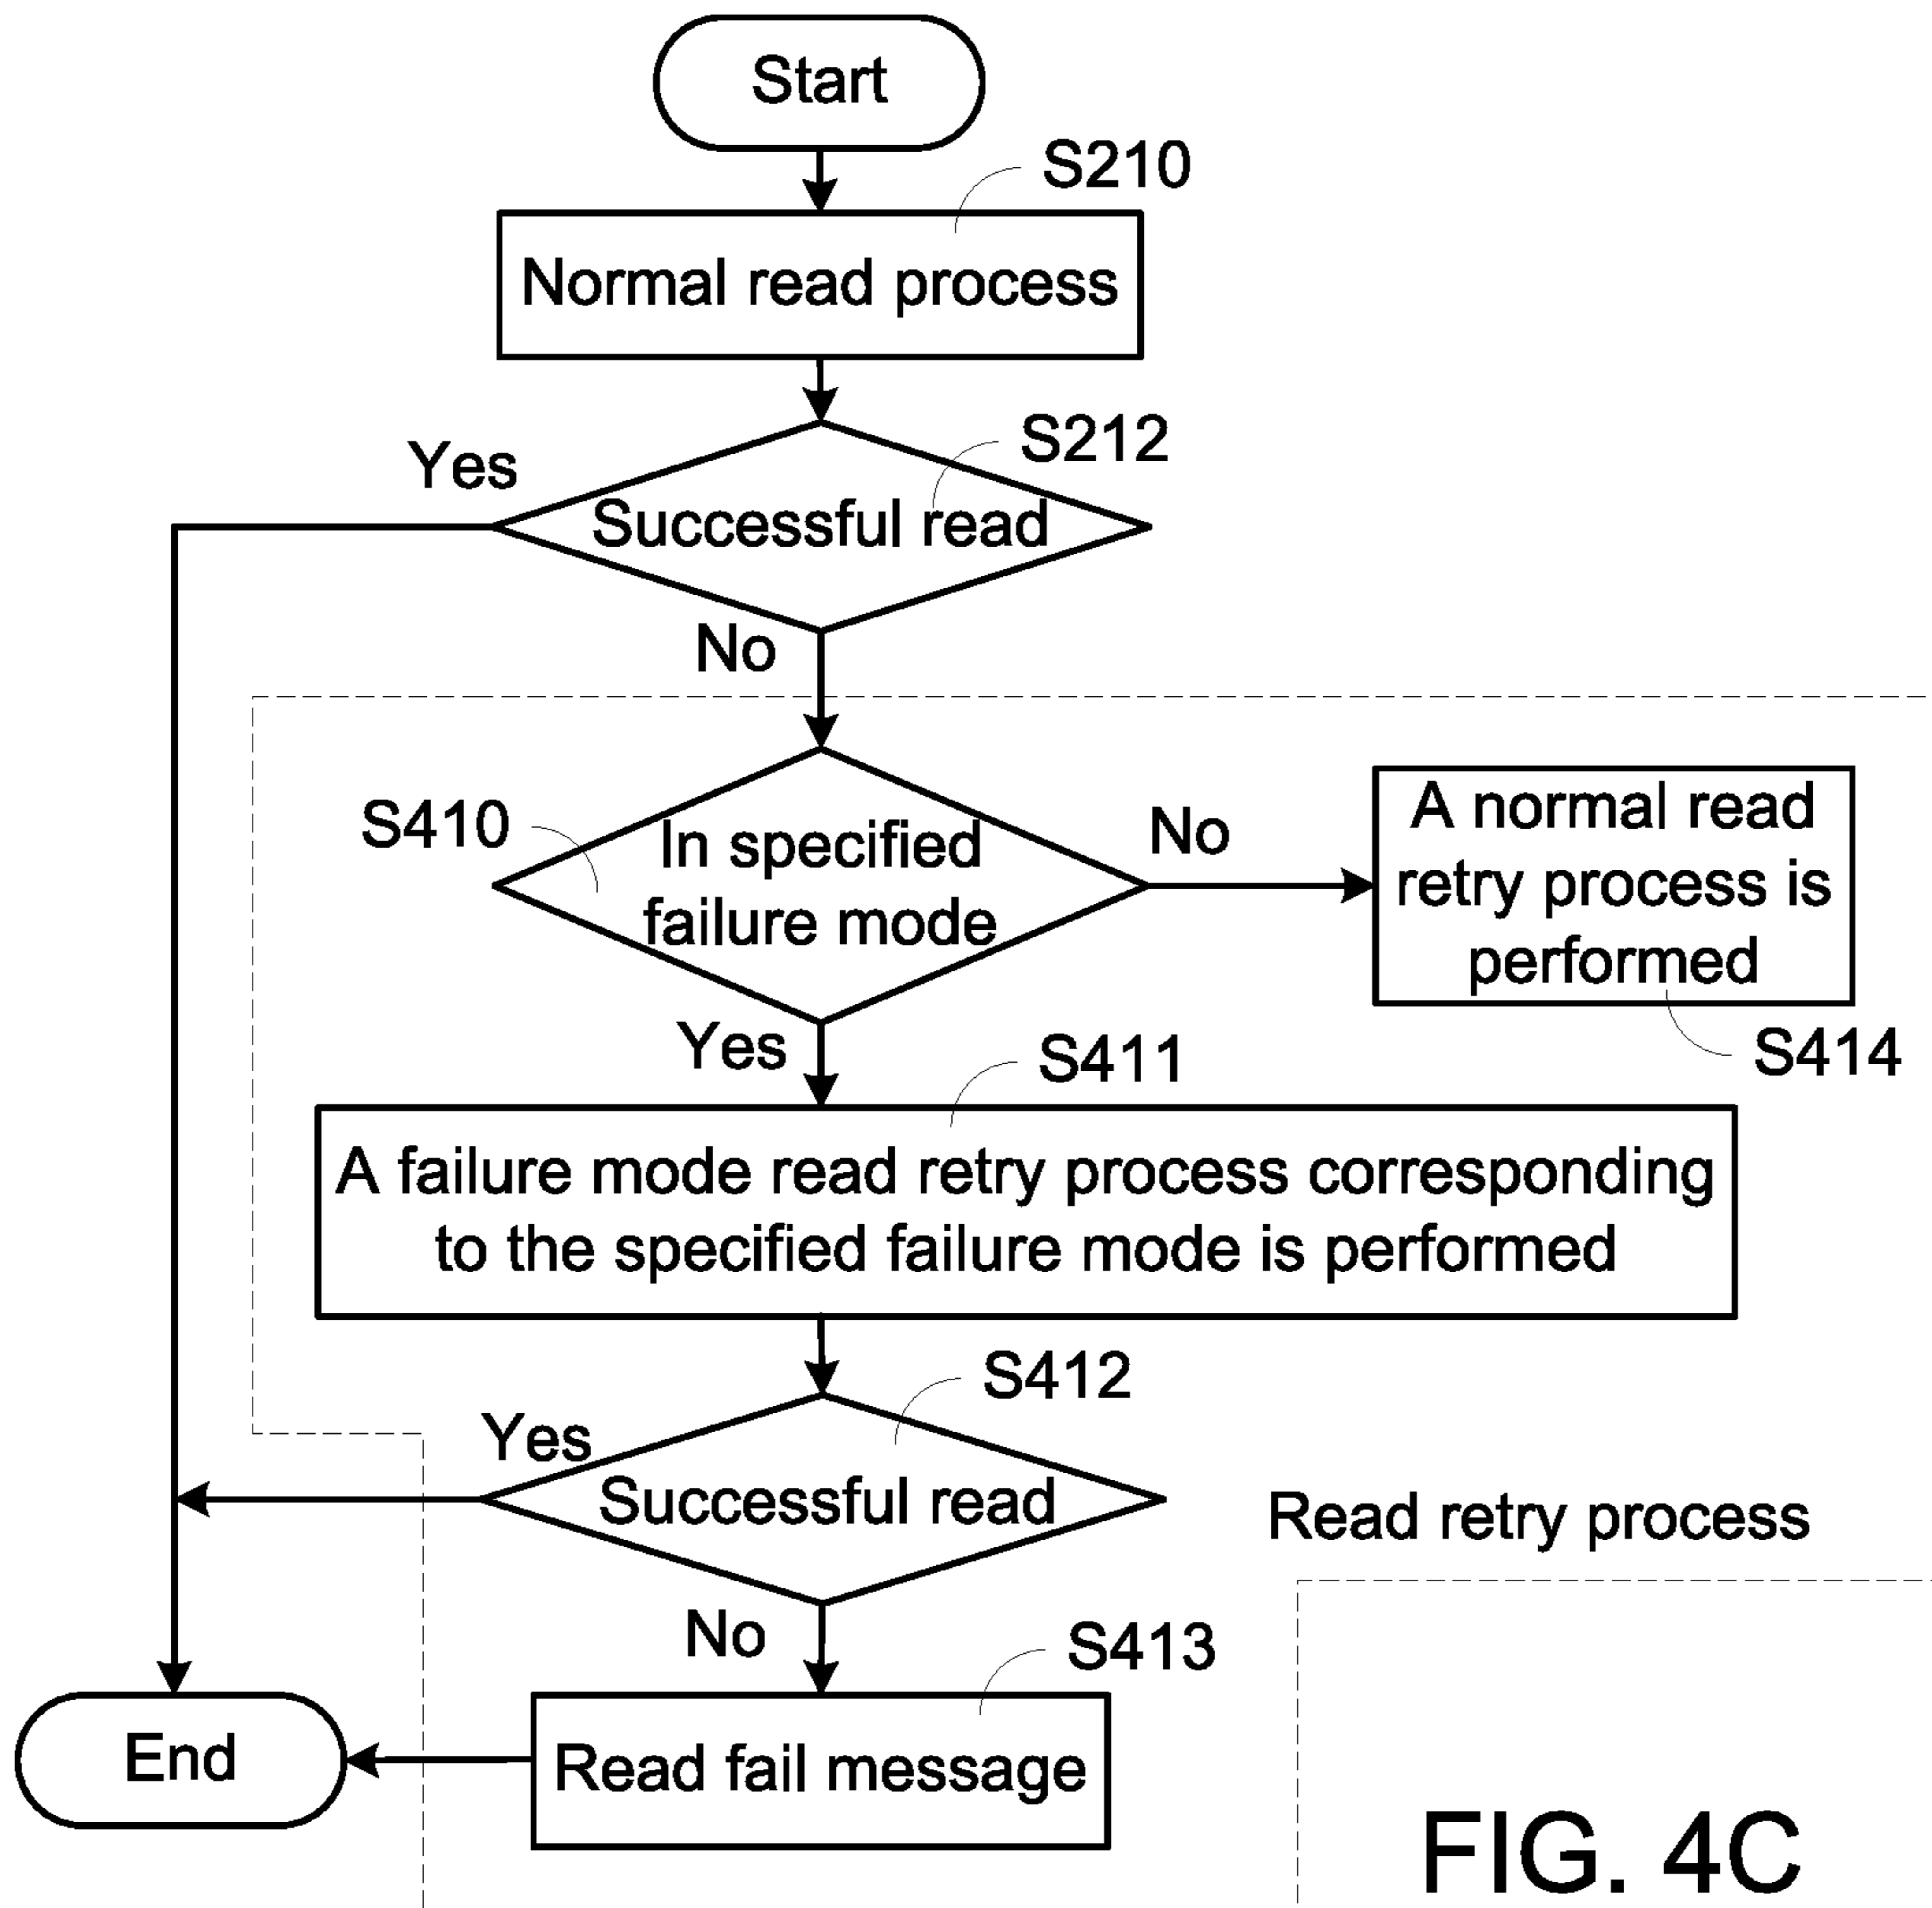 Start
S210
Normal read process
S212
Yes
Successful read
No
S410
In specified
failure mode
No
A normal read
retry process is
performed
S414
Yes
S411
A failure mode read retry process corresponding
to the specified failure mode is performed
S412
Yes
Successful read
Read retry process
No
S413
End
Read fail message
FIG. 4C